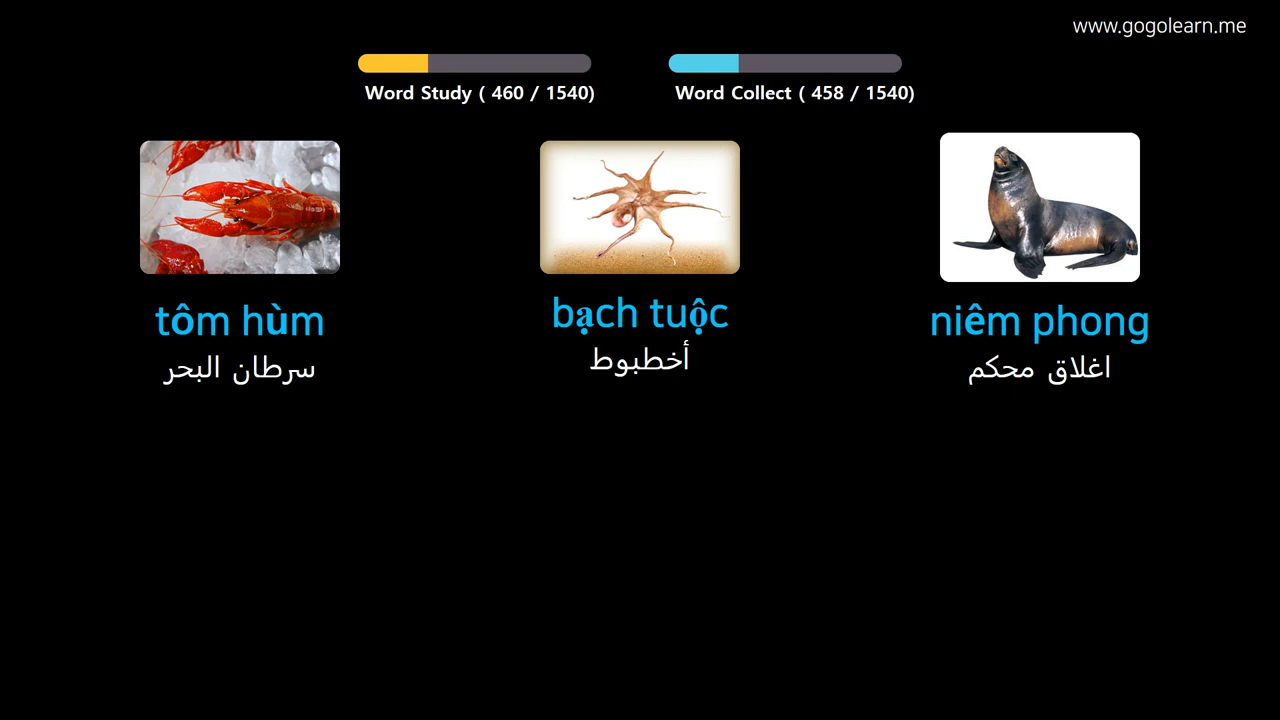 www.gogolearn.me
Word Study ( 460 / 1540)
Word Collect ( 458 / 1540)
tôm hùm
سرطان البحر
bạch tuộc
أخطبوط
niêm phong
اغلاق محكم